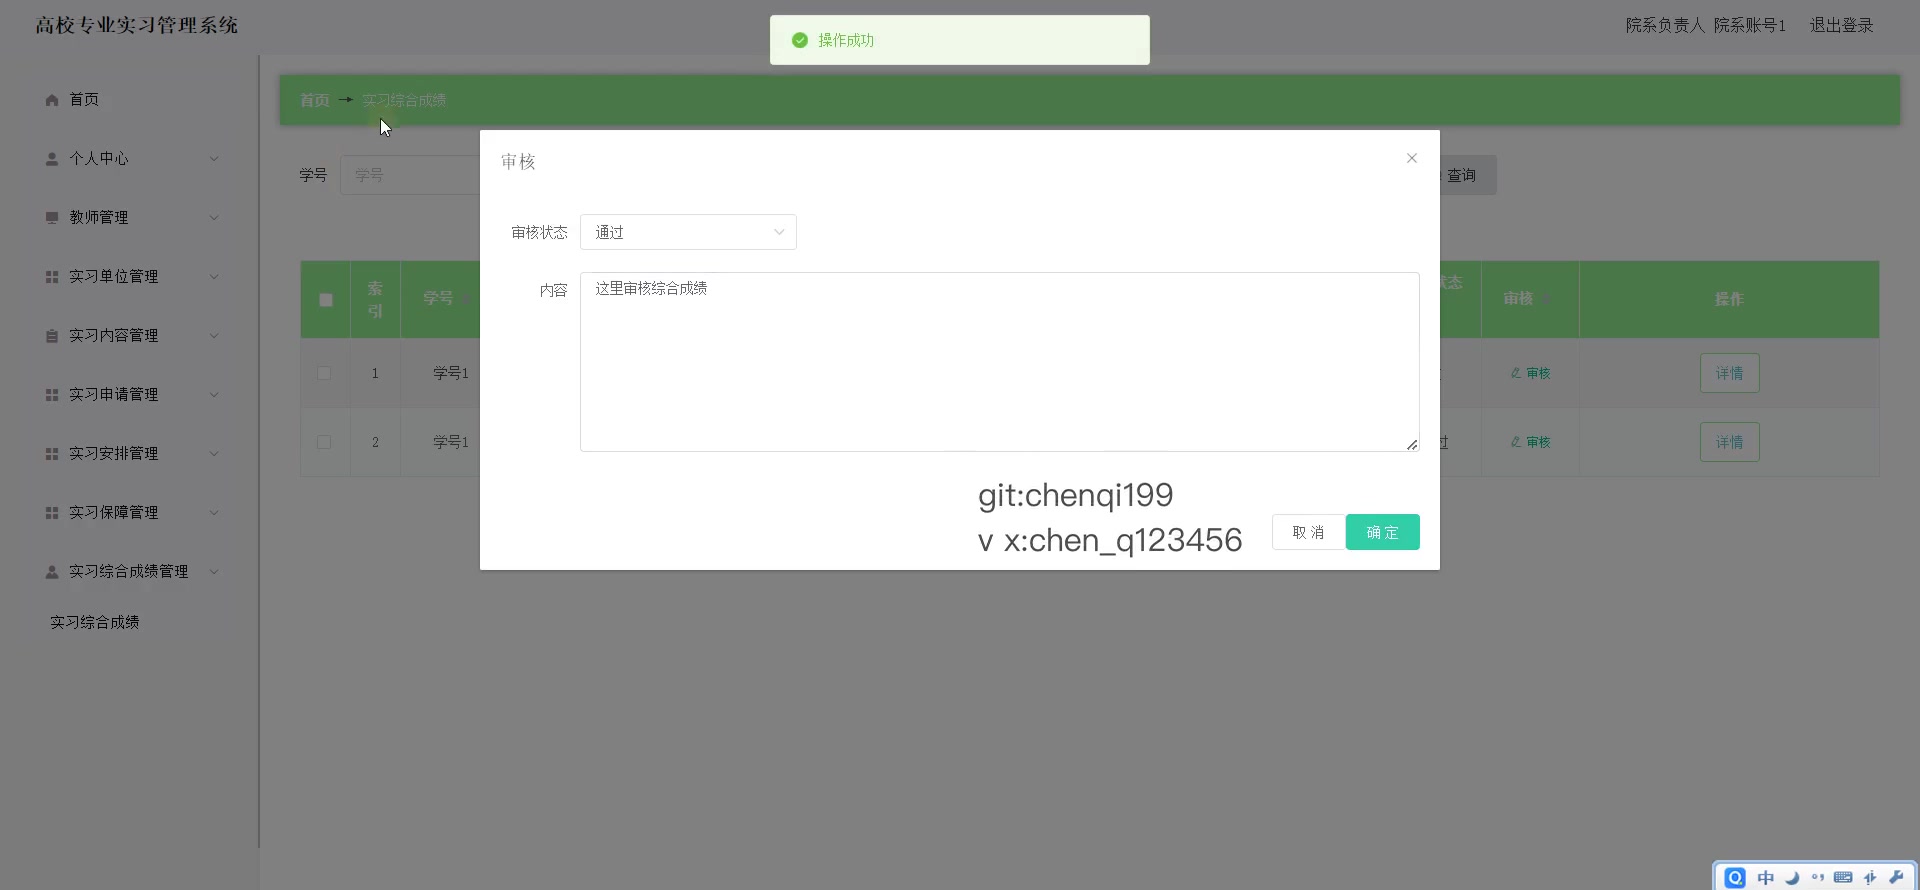 高校专业实习管理系统
操作成功
院系负责人 院系账号1 退出登录
首页
个人中心
教师管理
实习单位管理
实习内容管理
实习申请管理
实习安排管理
实习保障管理
实习综合成绩管理
实习综合成绩
首页 → 实习综合成绩
学号 学号 查询
索引 学号 状态 审核 操作
1 学号1 审核 详情
2 学号1 过 审核 详情
审核
审核状态 通过
内容 这里审核综合成绩
git:chenqi199
v x:chen_q123456
取消 确定
中